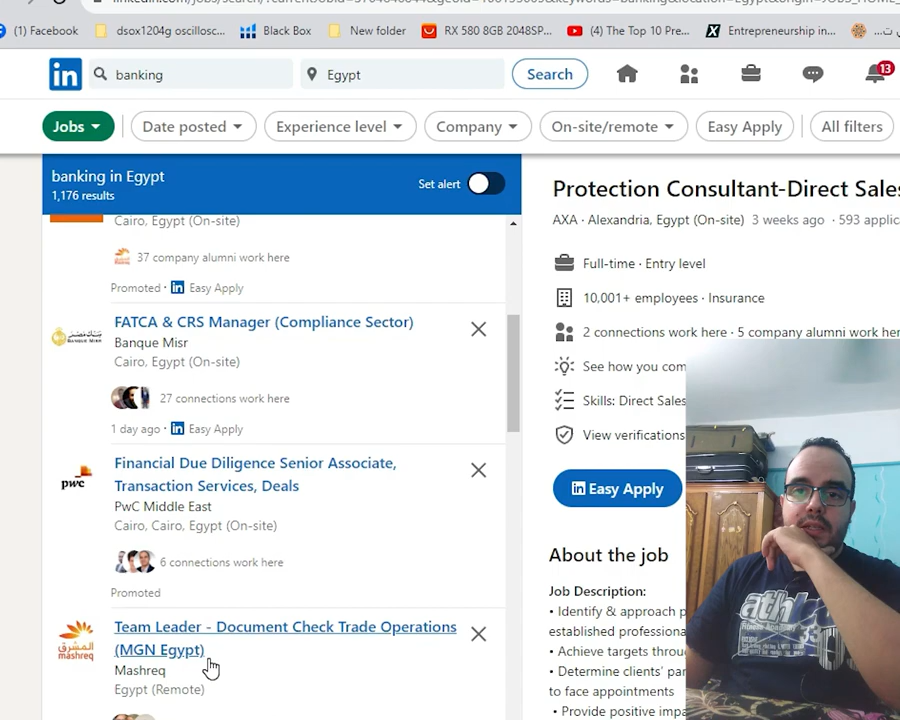 (1) Facebook
dsox1204g oscillosc...
Black Box
New folder
RX 580 8GB 2048SP...
(4) The Top 10 Pre...
Entrepreneurship in...
in
banking
Egypt
Search
13
Jobs
Date posted
Experience level
Company
On-site/remote
Easy Apply
All filters
banking in Egypt
1,176 results
Set alert
Cairo, Egypt (On-site)
37 company alumni work here
Promoted · in Easy Apply
FATCA & CRS Manager (Compliance Sector)
Banque Misr
Cairo, Egypt (On-site)
27 connections work here
1 day ago · in Easy Apply
pwc
Financial Due Diligence Senior Associate,
Transaction Services, Deals
PwC Middle East
Cairo, Cairo, Egypt (On-site)
6 connections work here
Promoted
المشرق
mashreq
Team Leader - Document Check Trade Operations
(MGN Egypt)
Mashreq
Egypt (Remote)
Protection Consultant-Direct Sales
AXA · Alexandria, Egypt (On-site) 3 weeks ago · 593 applic
Full-time · Entry level
10,001+ employees · Insurance
2 connections work here · 5 company alumni work her
See how you com
Skills: Direct Sales
View verifications
in Easy Apply
About the job
Job Description:
• Identify & approach p
established professiona
• Achieve targets throu
• Determine clients' par
to face appointments
• Provide positive impa